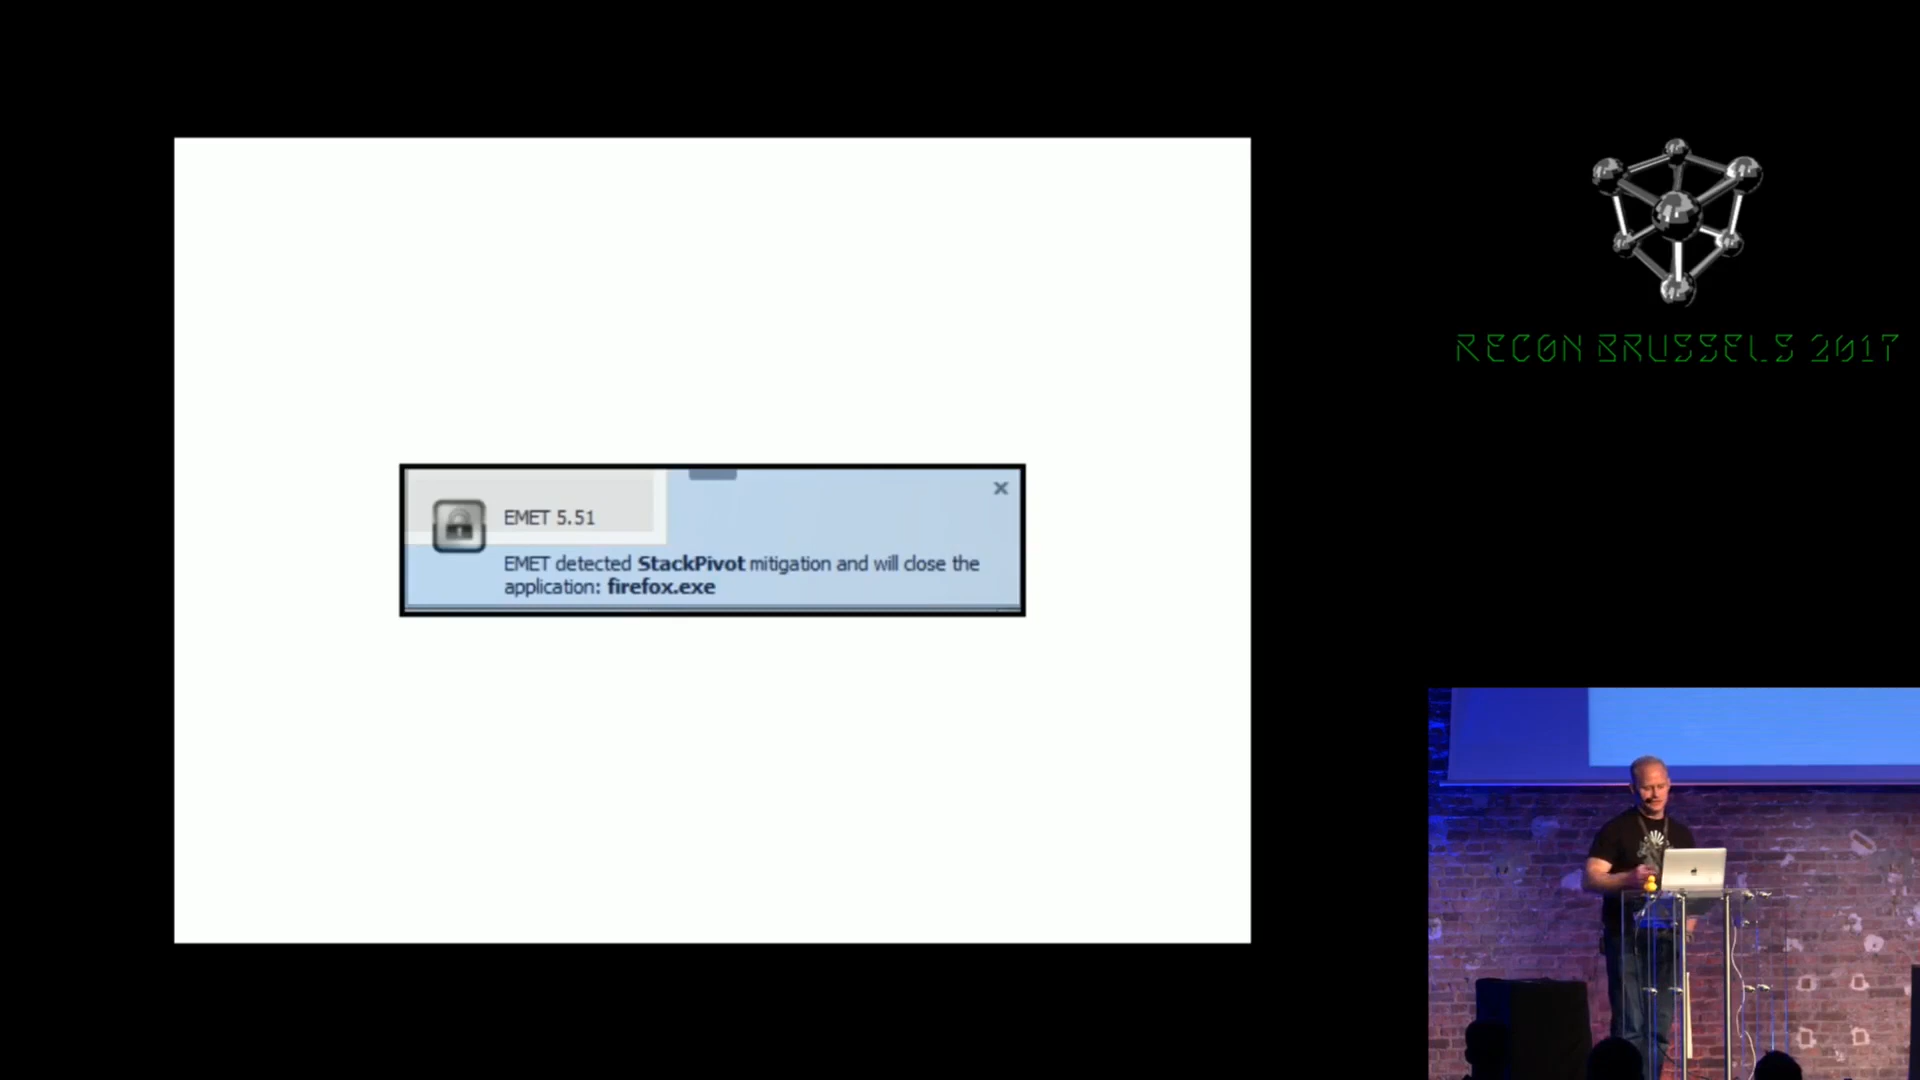 EMET 5.51
EMET detected StackPivot mitigation and will close the
application: firefox.exe
RECON BRUSSELS 2017